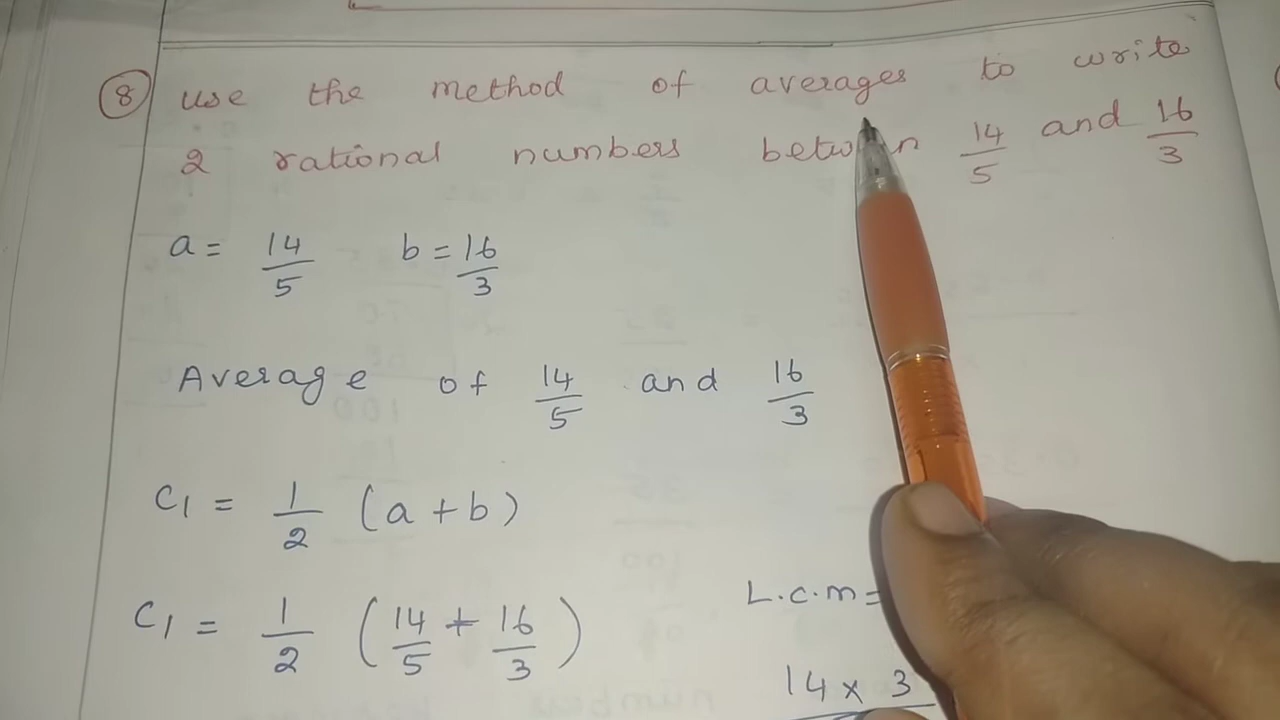 8 use the method of averages to write
2 rational numbers 14/5 and 16/3
a = 14/5 b = 16/3
Average of 14/5 and 16/3
C1 = 1/2 (a + b)
C1 = 1/2 (14/5 + 16/3)
L.c.m =
14 x 3